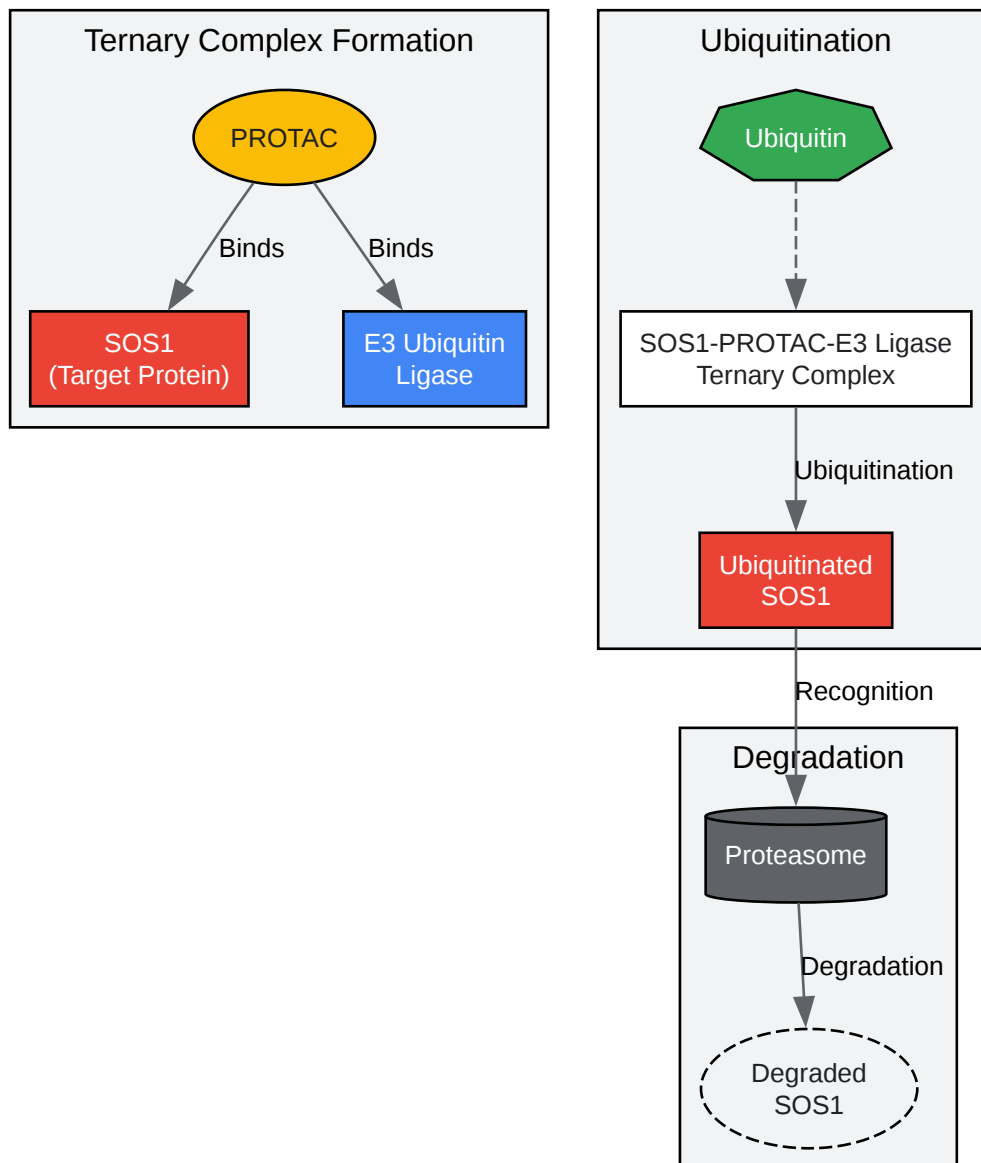 Ternary Complex Formation
PROTAC
Binds
Binds
SOS1
(Target Protein)
E3 Ubiquitin
Ligase
Ubiquitination
Ubiquitin
SOS1-PROTAC-E3 Ligase
Ternary Complex
Ubiquitination
Ubiquitinated
SOS1
Recognition
Degradation
Proteasome
Degradation
Degraded
SOS1